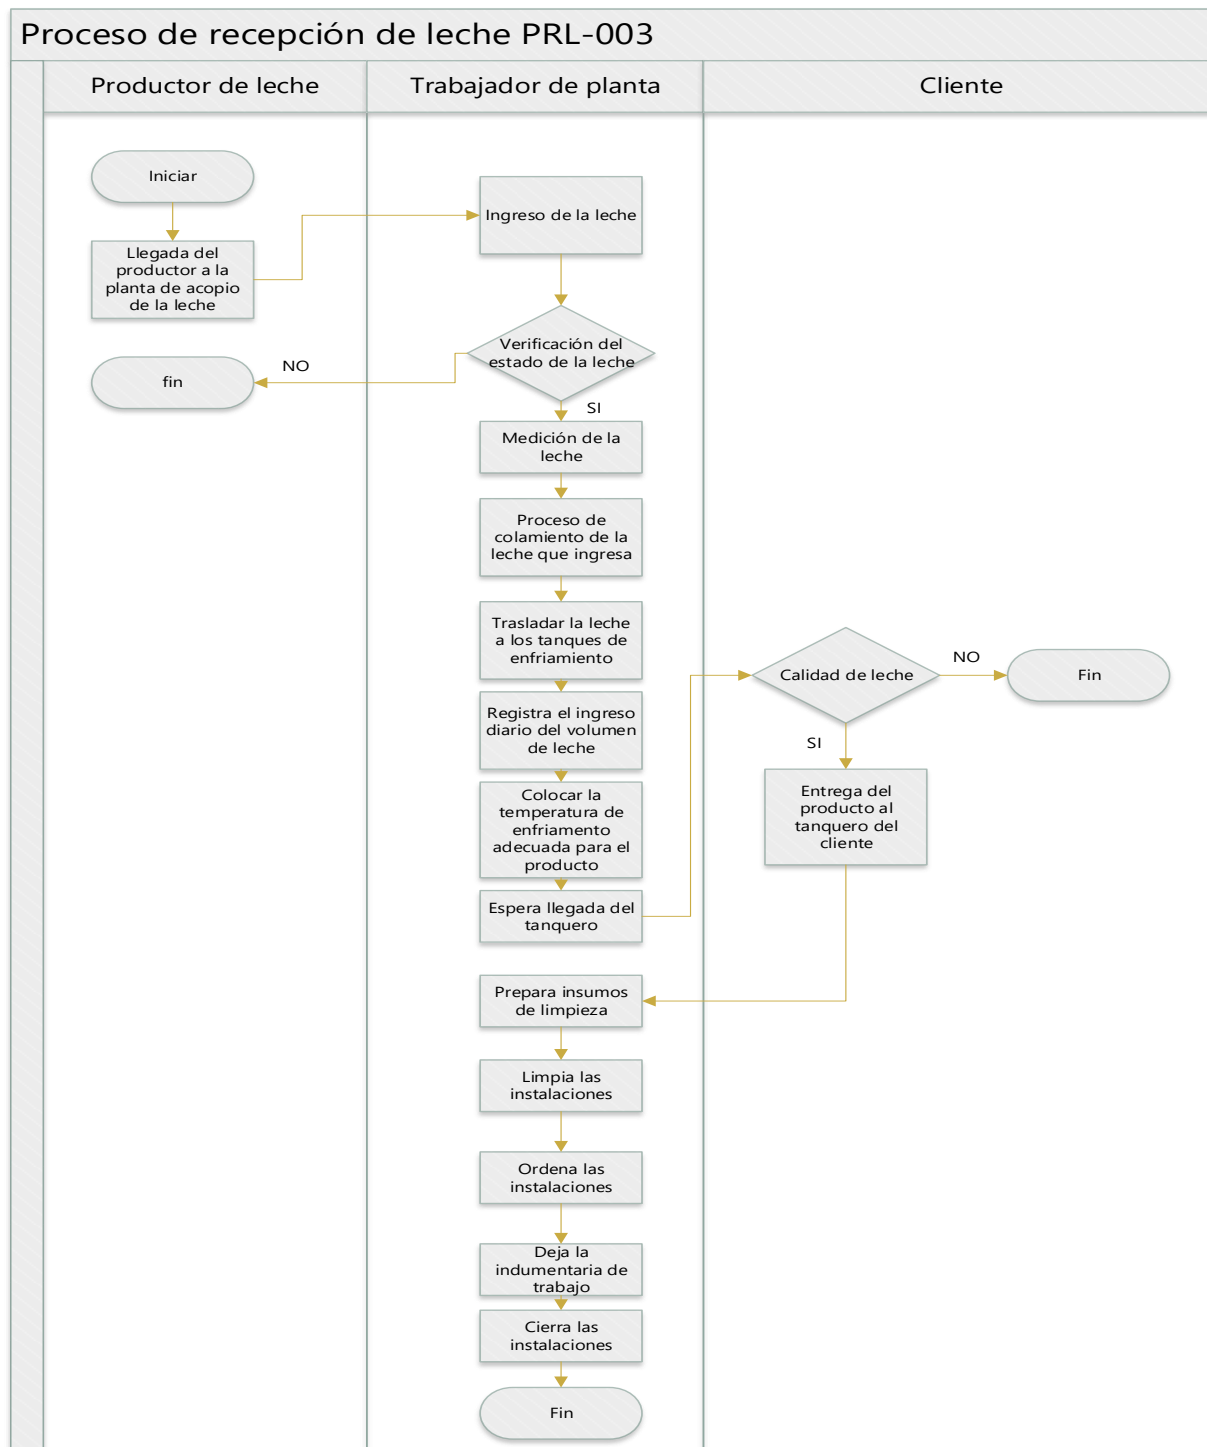 Proceso de recepción de leche PRL-003
Productor de leche
Trabajador de planta
Cliente
Iniciar
Llegada del
productor a la
planta de acopio
de la leche
Ingreso de la leche
Verificación del
estado de la leche
NO
fin
SI
Medición de la
leche
Proceso de
colamiento de la
leche que ingresa
Trasladar la leche
a los tanques de
enfriamiento
Registra el ingreso
diario del volumen
de leche
Colocar la
temperatura de
enfriamento
adecuada para el
producto
Espera llegada del
tanquero
Calidad de leche
NO
Fin
SI
Entrega del
producto al
tanquero del
cliente
Prepara insumos
de limpieza
Limpia las
instalaciones
Ordena las
instalaciones
Deja la
indumentaria de
trabajo
Cierra las
instalaciones
Fin